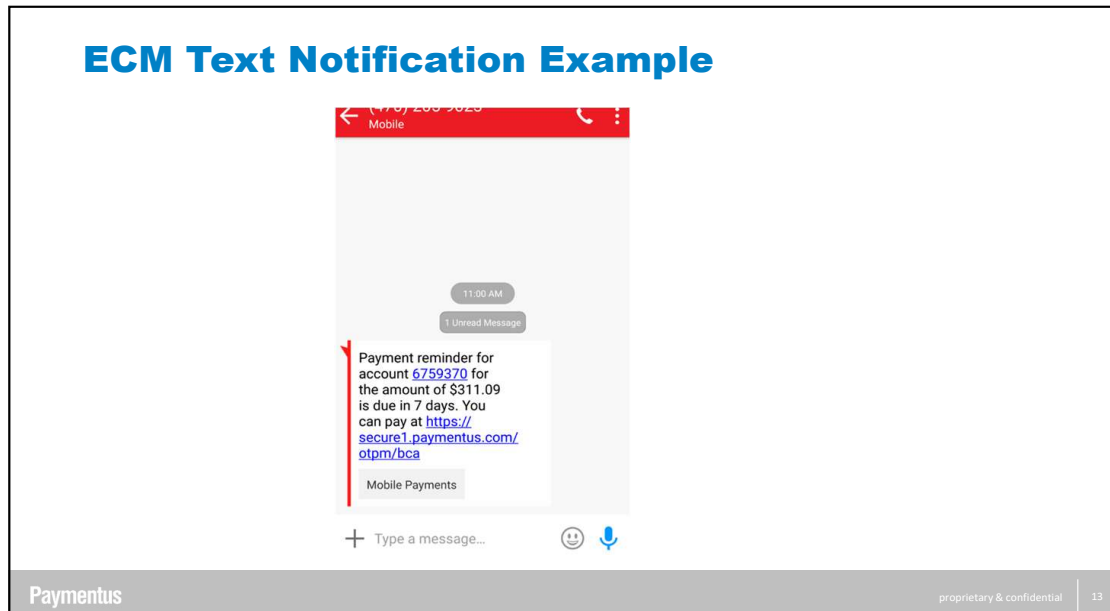 ECM Text Notification Example
Mobile
11:00 AM
1 Unread Message
Payment reminder for
account 6759370 for
the amount of $311.09
is due in 7 days. You
can pay at https://
secure1.paymentus.com/
otpm/bca
Mobile Payments
Type a message...
Paymentus
proprietary & confidential
13